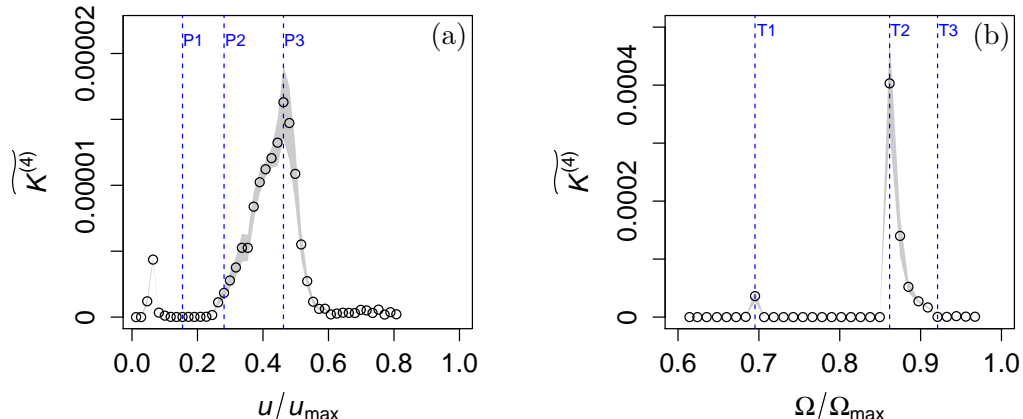 P1 P2 P3 (a)
0.00002
0.00001
0
K̃⁽⁴⁾
0.0 0.2 0.4 0.6 0.8 1.0
u/u_max
T1 T2 T3 (b)
0.0004
0.0002
0
K̃⁽⁴⁾
0.6 0.7 0.8 0.9 1.0
Ω/Ω_max